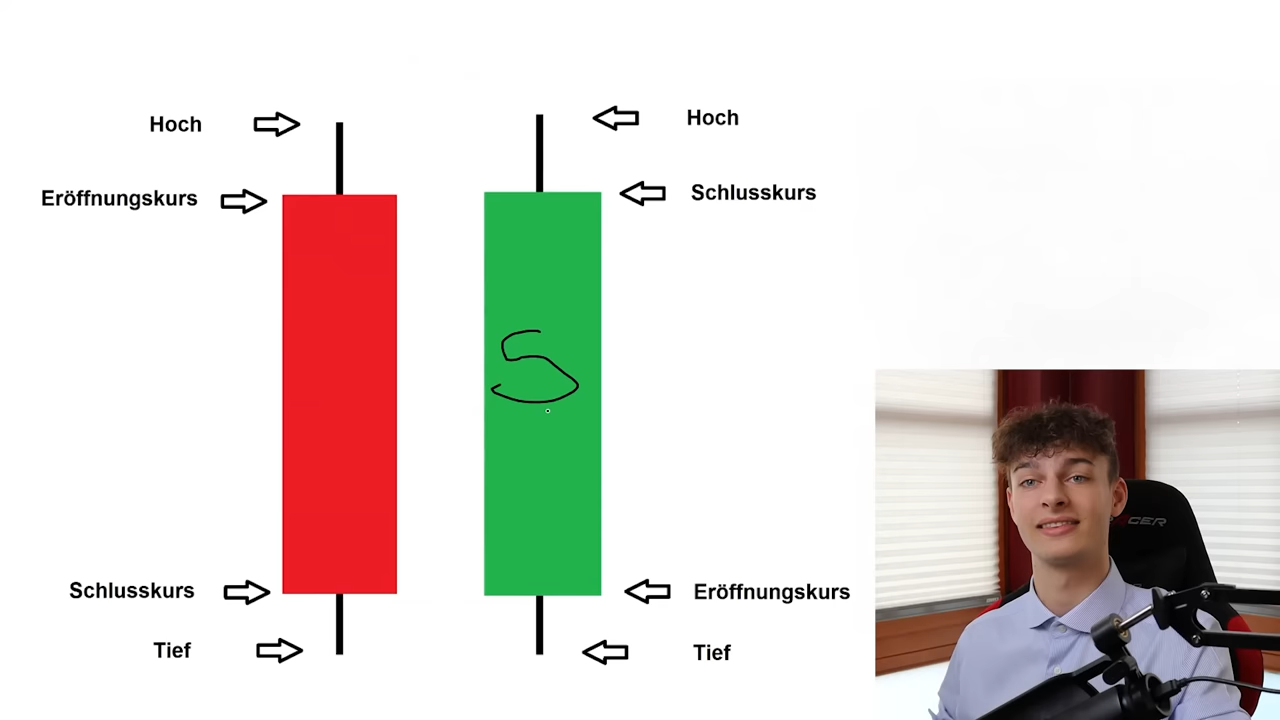 Hoch
Hoch
Eröffnungskurs
Schlusskurs
S
Schlusskurs
Eröffnungskurs
Tief
Tief